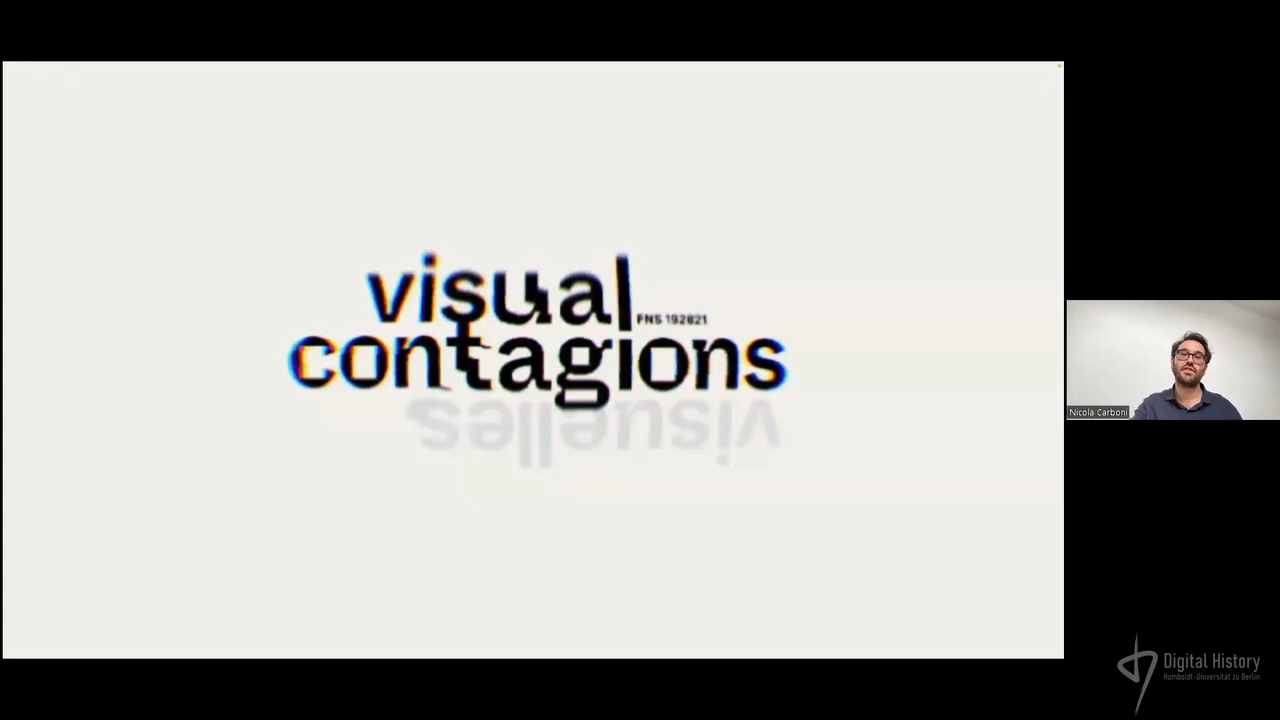 visual
FNS 192821
contagions
visuelles
Nicola Carboni
Digital History
Humboldt-Universität zu Berlin